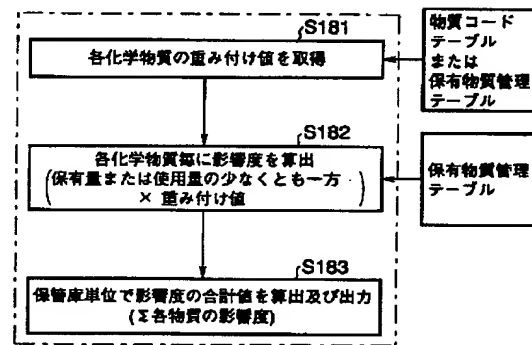 S181
各化学物質の重み付け値を取得
物質コード
テーブル
または
保有物質管理
テーブル
S182
各化学物質毎に影響度を算出
(保有量または使用量の少なくとも一方
× 重み付け値)
保有物質管理
テーブル
S183
保管庫単位で影響度の合計値を算出及び出力
(Σ各物質の影響度)